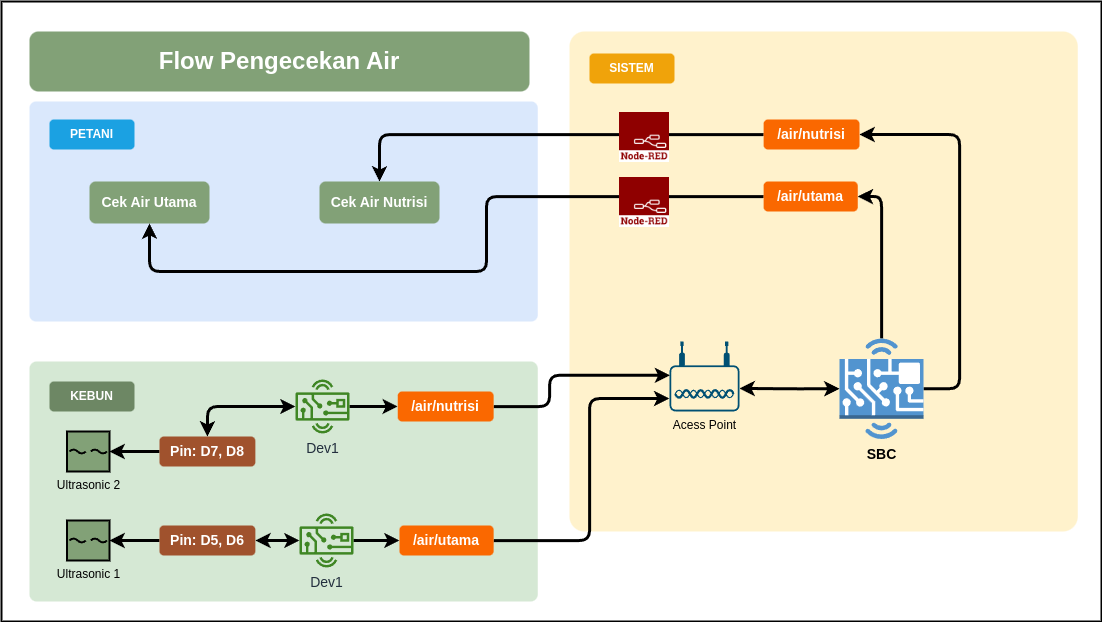 Flow Pengecekan Air
PETANI
Cek Air Utama
Cek Air Nutrisi
SISTEM
Node-RED
/air/nutrisi
Node-RED
/air/utama
Acess Point
SBC
KEBUN
Dev1
/air/nutrisi
Pin: D7, D8
Ultrasonic 2
Pin: D5, D6
Ultrasonic 1
Dev1
/air/utama